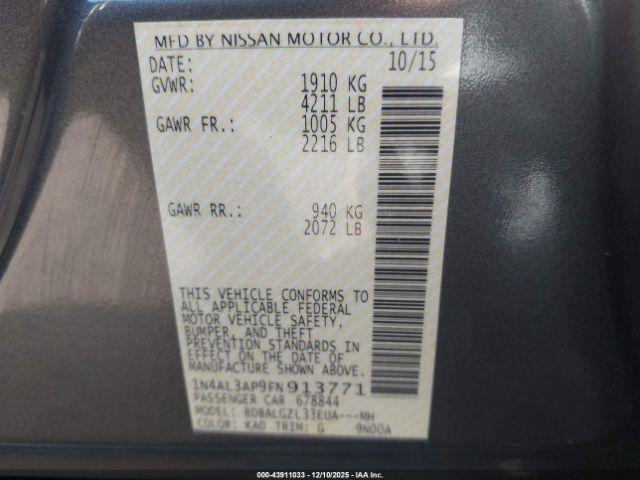 MFD BY NISSAN MOTOR CO., LTD.
DATE: 10/15
GVWR: 1910 KG
4211 LB
GAWR FR.: 1005 KG
2216 LB
GAWR RR.: 940 KG
2072 LB
THIS VEHICLE CONFORMS TO
ALL APPLICABLE FEDERAL
MOTOR VEHICLE SAFETY,
BUMPER, AND THEFT
PREVENTION STANDARDS IN
EFFECT ON THE DATE OF
MANUFACTURE SHOWN ABOVE.
1N4AL3AP9FN913771
PASSENGER CAR 678844
MODEL: BDBALGZL33EUA---MH
COLOR: KAD TRIM: G 9N00A
000-43911033 - 12/10/2025 - IAA Inc.